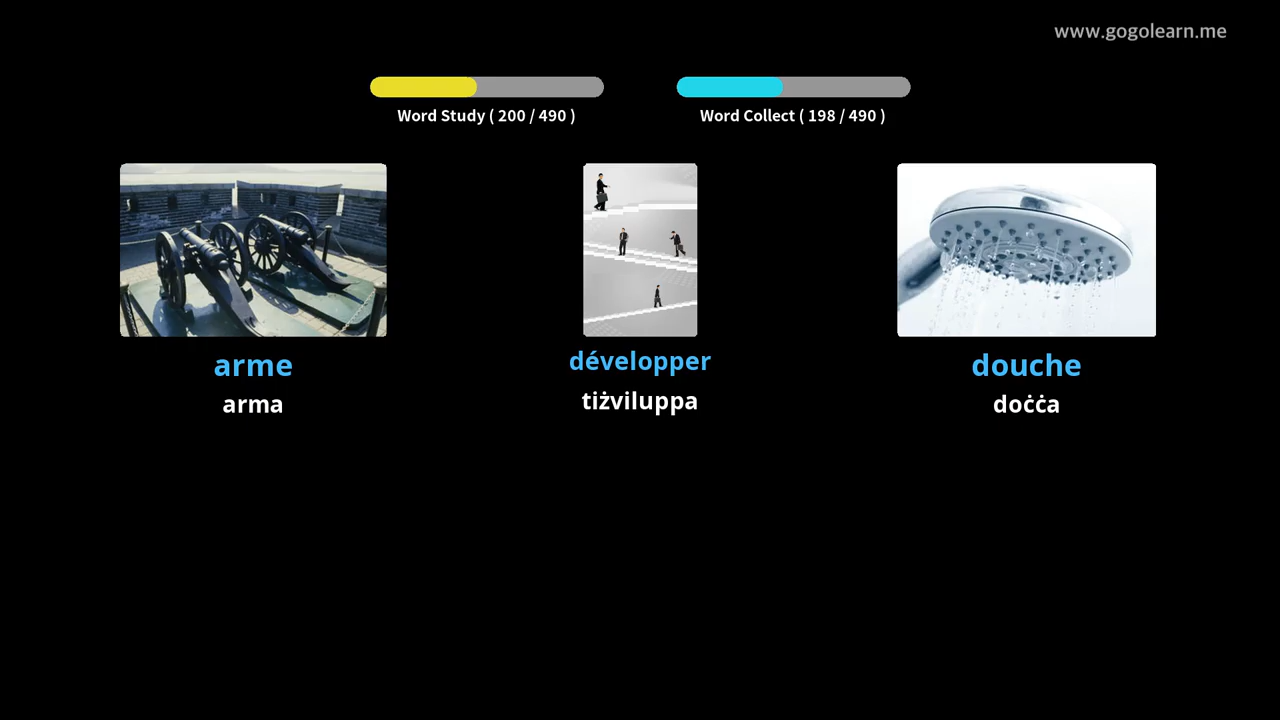 www.gogolearn.me
Word Study ( 200 / 490 )
Word Collect ( 198 / 490 )
arme
arma
développer
tiżviluppa
douche
doċċa